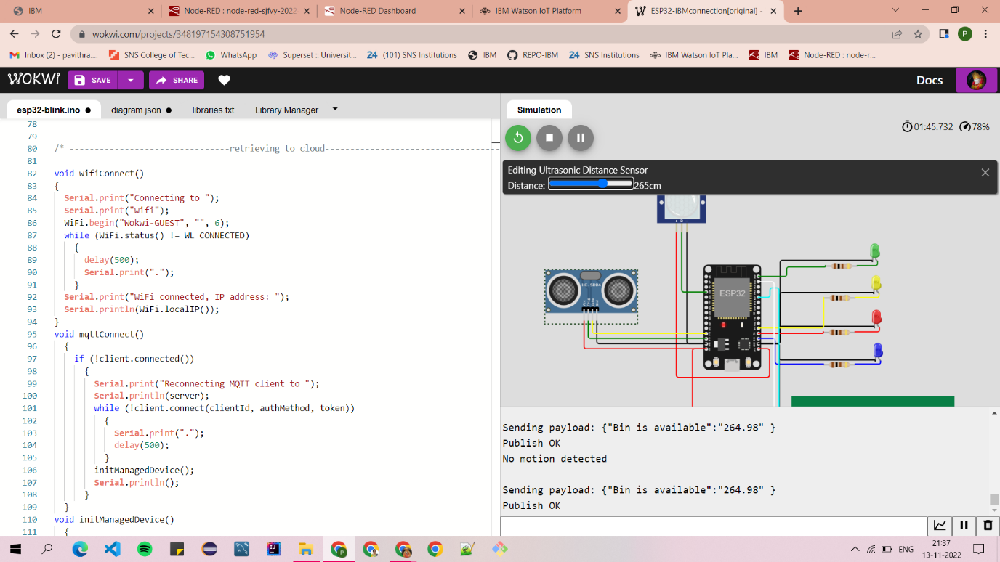 IBM
Node-RED : node-red-sjfvy-2022
Node-RED Dashboard
IBM Watson IoT Platform
ESP32-IBMconnection[original] -
wokwi.com/projects/348197154308751954
P
Inbox (2) - pavithra....
SNS College of Tec...
WhatsApp
Superset :: Universit...
24 (101) SNS Institutions
IBM
REPO-IBM
24 SNS Institutions
IBM Watson IoT Pla...
IBM
Node-RED : node-r...
WOKWI
SAVE
SHARE
Docs
esp32-blink.ino
diagram.json
libraries.txt
Library Manager
78
79
80 /* --------------------------------retrieving to cloud-----------------------------------
81
82 void wifiConnect()
83 {
84 Serial.print("Connecting to ");
85 Serial.print("Wifi");
86 WiFi.begin("Wokwi-GUEST", "", 6);
87 while (WiFi.status() != WL_CONNECTED)
88 {
89 delay(500);
90 Serial.print(".");
91 }
92 Serial.print("WiFi connected, IP address: ");
93 Serial.println(WiFi.localIP());
94 }
95 void mqttConnect()
96 {
97 if (!client.connected())
98 {
99 Serial.print("Reconnecting MQTT client to ");
100 Serial.println(server);
101 while (!client.connect(clientId, authMethod, token))
102 {
103 Serial.print(".");
104 delay(500);
105 }
106 initManagedDevice();
107 Serial.println();
108 }
109 }
110 void initManagedDevice()
111 {
Simulation
01:45.732
78%
Editing Ultrasonic Distance Sensor
Distance: 265cm
HC-SR04
ESP32
Sending payload: {"Bin is available":"264.98" }
Publish OK
No motion detected
Sending payload: {"Bin is available":"264.98" }
Publish OK
ENG
21:37
13-11-2022